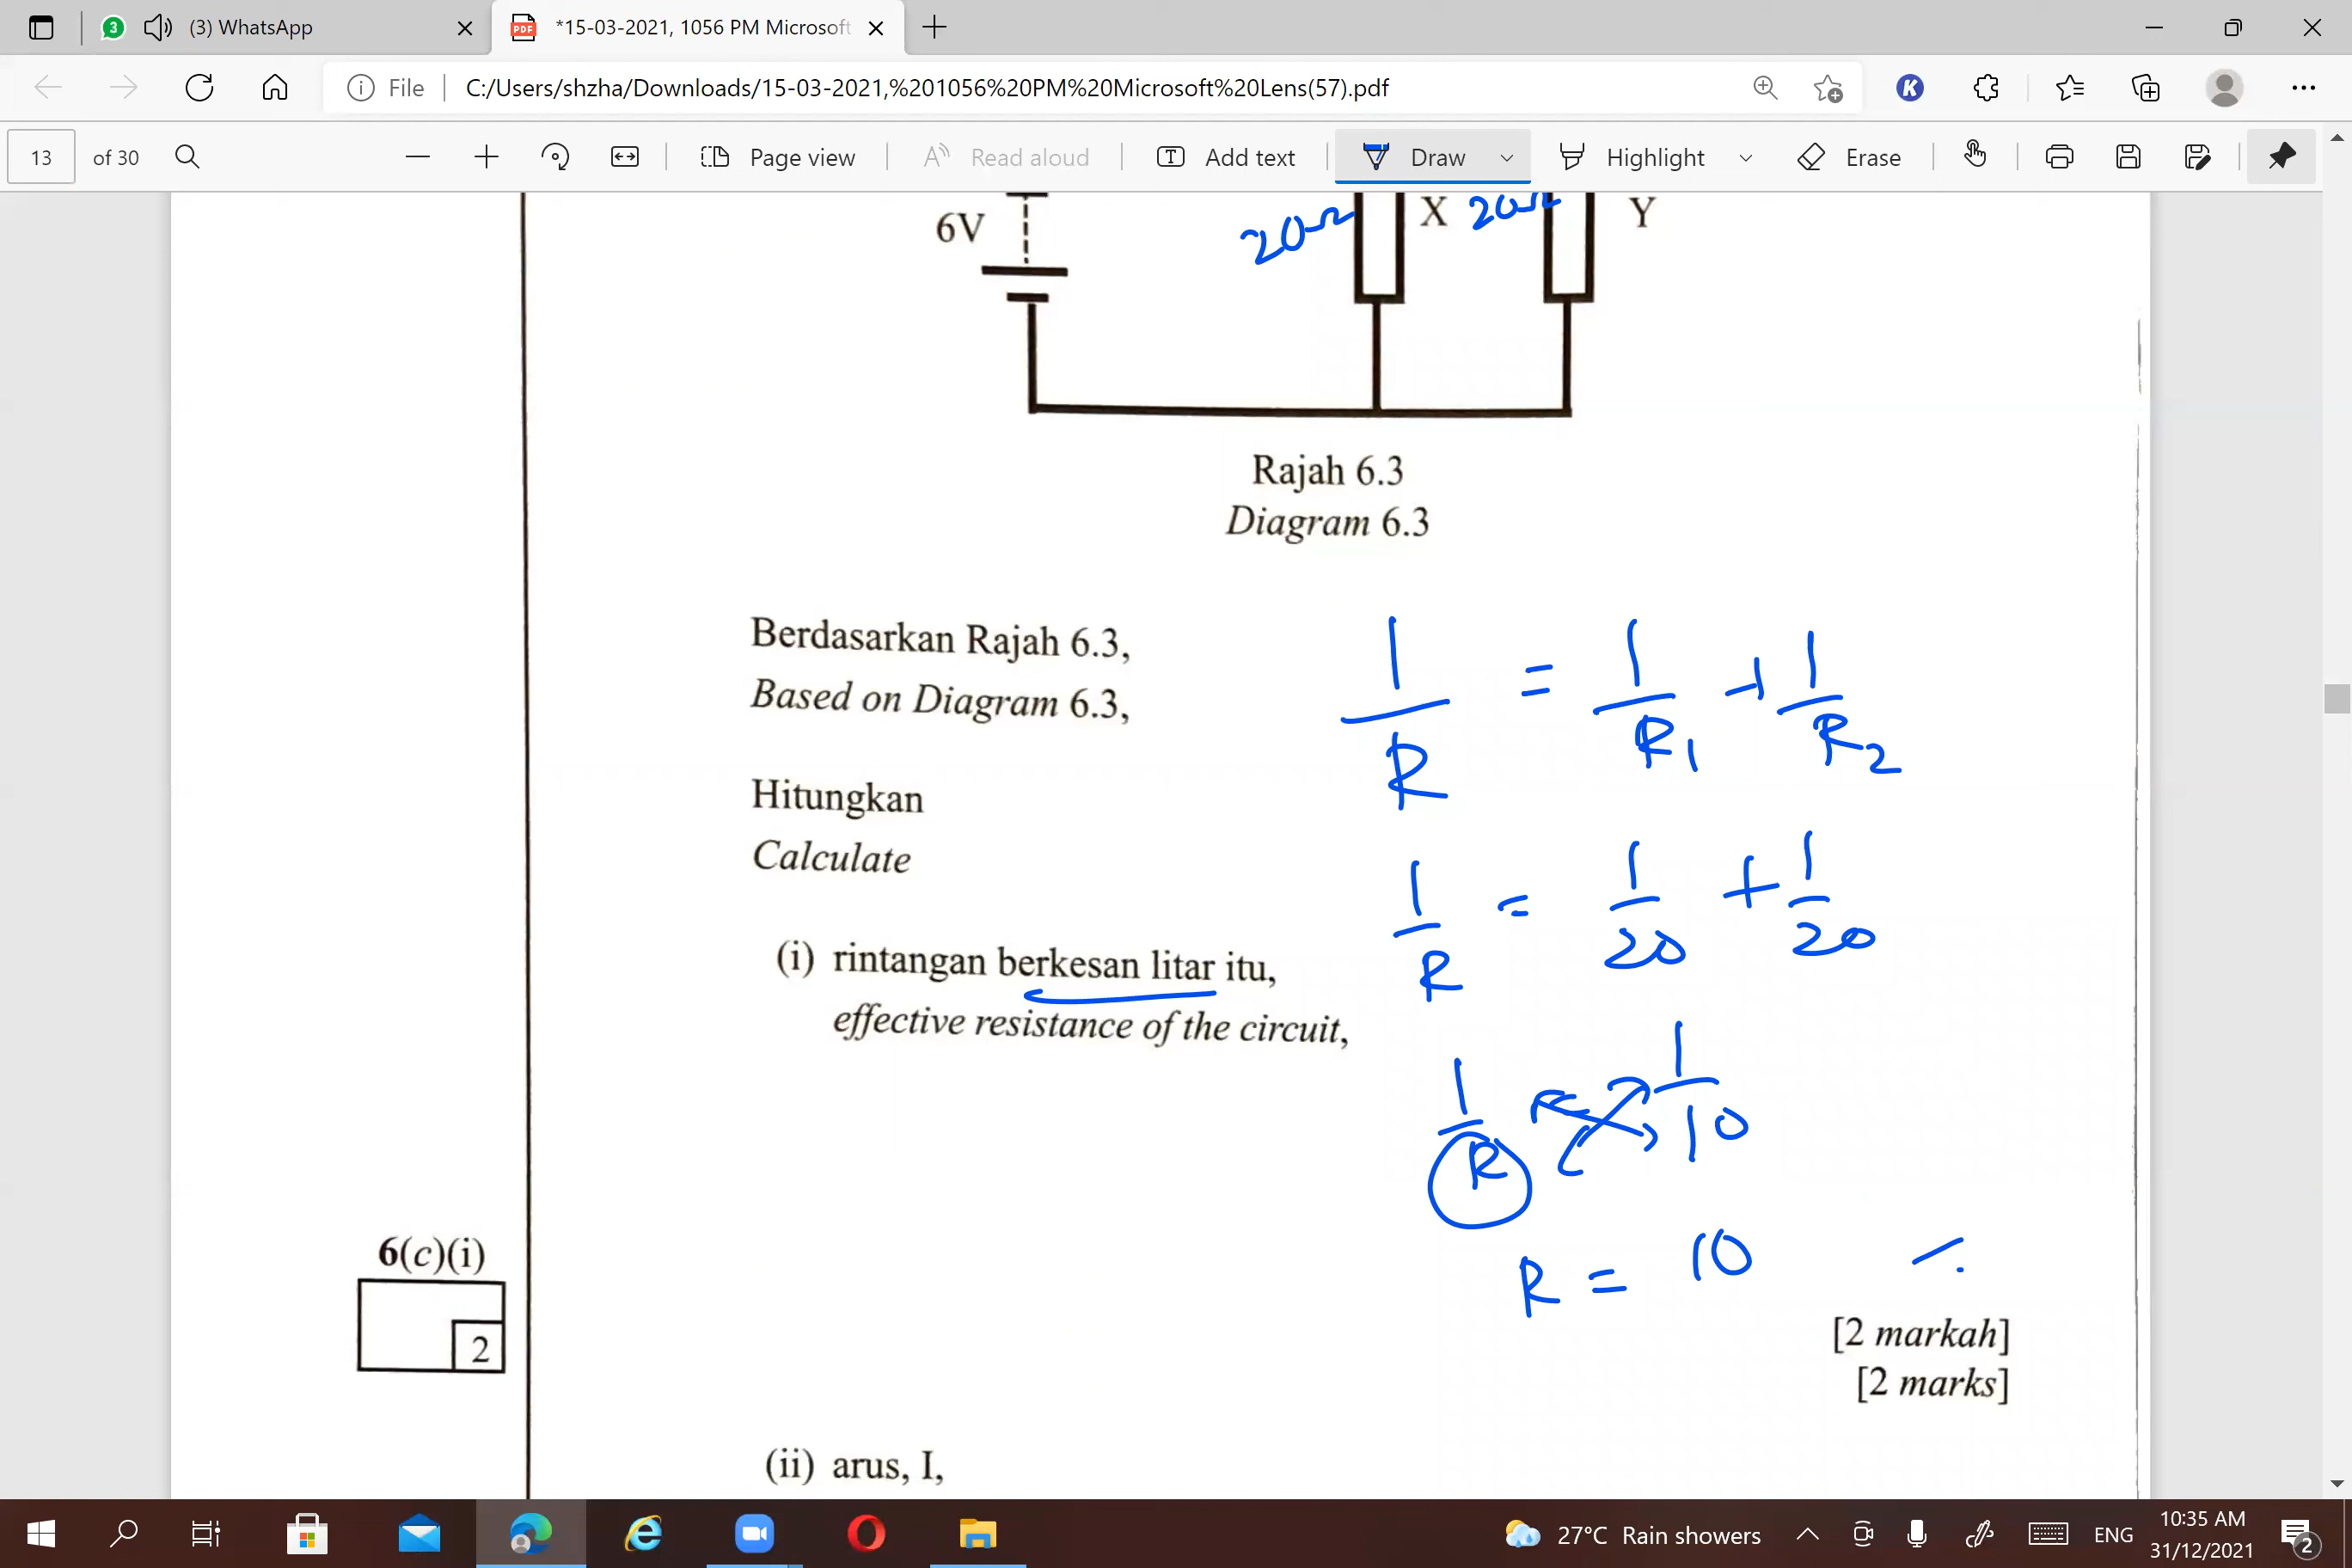 (3) WhatsApp
*15-03-2021, 1056 PM Microsoft
File
C:/Users/shzha/Downloads/15-03-2021,%201056%20PM%20Microsoft%20Lens(57).pdf
13 of 30
Page view
Read aloud
Add text
Draw
Highlight
Erase
6V
20Ω
X
20Ω
Y
Rajah 6.3
Diagram 6.3
Berdasarkan Rajah 6.3,
Based on Diagram 6.3,
1/R = 1/R1 + 1/R2
Hitungkan
Calculate
1/R = 1/20 + 1/20
(i) rintangan berkesan litar itu,
effective resistance of the circuit,
1/R 1/10
6(c)(i)
R = 10
2
[2 markah]
[2 marks]
(ii) arus, I,
27°C Rain showers
ENG
10:35 AM
31/12/2021
2